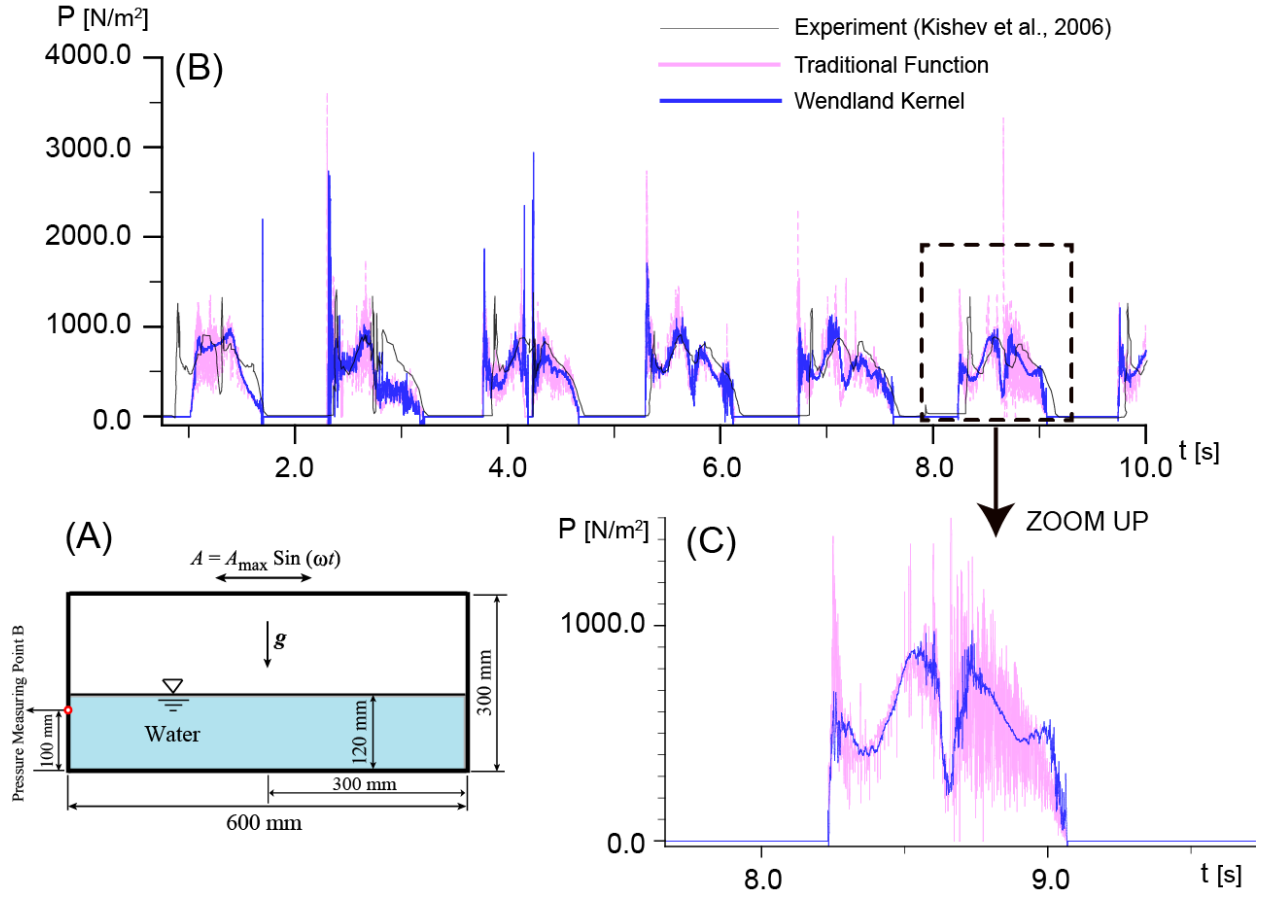 P [N/m²]
Experiment (Kishev et al., 2006)
Traditional Function
Wendland Kernel
(B)
4000.0
3000.0
2000.0
1000.0
0.0
2.0
4.0
6.0
8.0
10.0
t [s]
ZOOM UP
(A)
A = Amax Sin (ωt)
g
Water
Pressure Measuring Point B
100 mm
120 mm
300 mm
300 mm
600 mm
P [N/m²]
(C)
1000.0
0.0
8.0
9.0
t [s]